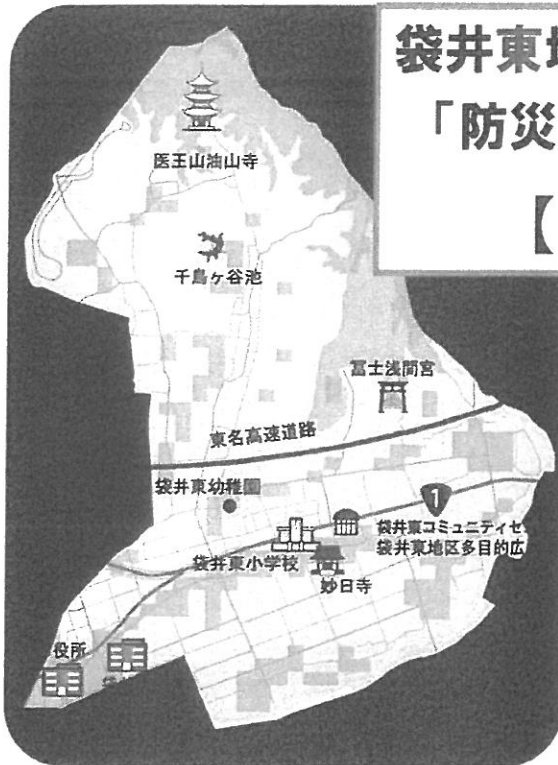 袋井東地
「防災
【
医王山油山寺
千鳥ヶ谷池
冨士浅間宮
東名高速道路
袋井東幼稚園
1
袋井東コミュニティセ
袋井東地区多目的広
袋井東小学校
妙日寺
役所